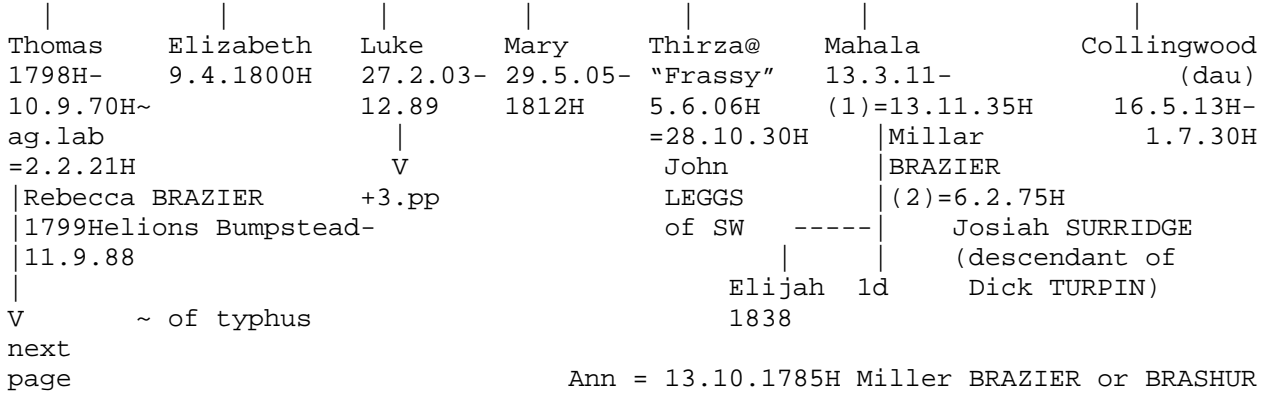 Thomas Elizabeth Luke Mary Thirza@ Mahala Collingwood
1798H- 9.4.1800H 27.2.03- 29.5.05- “Frassy” 13.3.11- (dau)
10.9.70H~ 12.89 1812H 5.6.06H (1)=13.11.35H 16.5.13H-
ag.lab | =28.10.30H |Millar 1.7.30H
=2.2.21H V John |BRAZIER
|Rebecca BRAZIER +3.pp LEGGS |(2)=6.2.75H
|1799Helions Bumpstead- of SW -----| Josiah SURRIDGE
|11.9.88 | | (descendant of
| Elijah 1d Dick TURPIN)
V ~ of typhus 1838
next
page Ann = 13.10.1785H Miller BRAZIER or BRASHUR